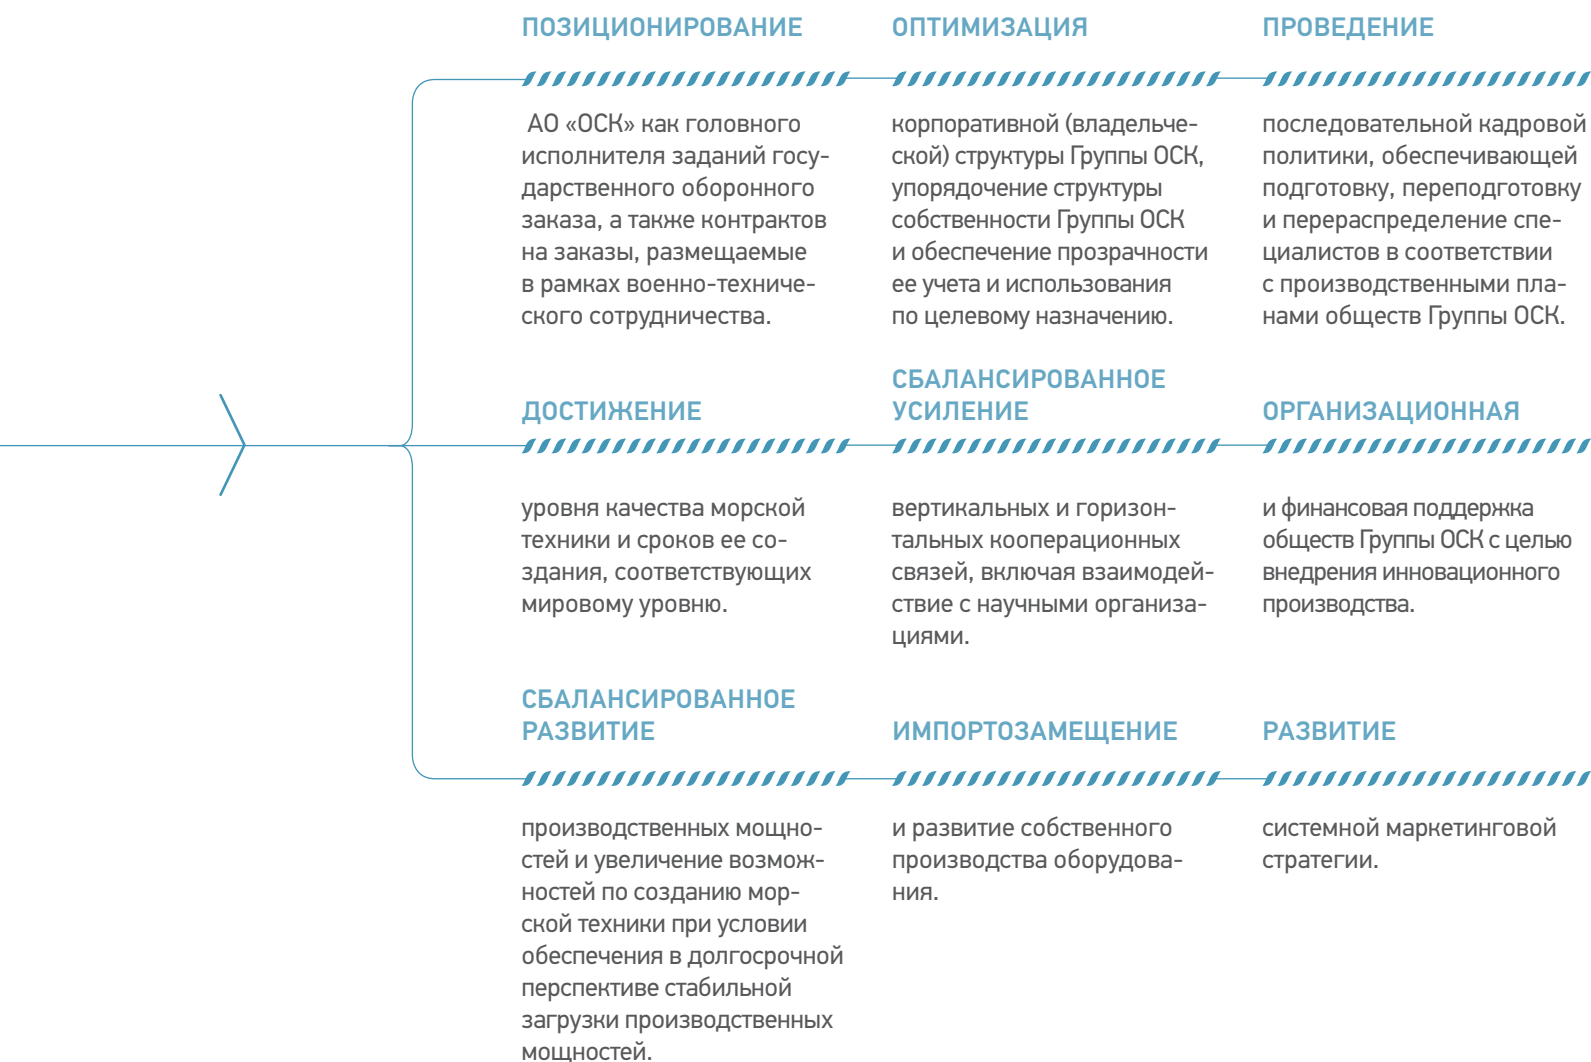 ПОЗИЦИОНИРОВАНИЕ
АО «ОСК» как головного
исполнителя заданий госу-
дарственного оборонного
заказа, а также контрактов
на заказы, размещаемые
в рамках военно-техниче-
ского сотрудничества.
ОПТИМИЗАЦИЯ
корпоративной (владельче-
ской) структуры Группы ОСК,
упорядочение структуры
собственности Группы ОСК
и обеспечение прозрачности
ее учета и использования
по целевому назначению.
ПРОВЕДЕНИЕ
последовательной кадровой
политики, обеспечивающей
подготовку, переподготовку
и перераспределение спе-
циалистов в соответствии
с производственными пла-
нами обществ Группы ОСК.
ДОСТИЖЕНИЕ
уровня качества морской
техники и сроков ее со-
здания, соответствующих
мировому уровню.
СБАЛАНСИРОВАННОЕ
УСИЛЕНИЕ
вертикальных и горизон-
тальных кооперационных
связей, включая взаимодей-
ствие с научными организа-
циями.
ОРГАНИЗАЦИОННАЯ
и финансовая поддержка
обществ Группы ОСК с целью
внедрения инновационного
производства.
СБАЛАНСИРОВАННОЕ
РАЗВИТИЕ
производственных мощно-
стей и увеличение возмож-
ностей по созданию мор-
ской техники при условии
обеспечения в долгосрочной
перспективе стабильной
загрузки производственных
мощностей.
ИМПОРТОЗАМЕЩЕНИЕ
и развитие собственного
производства оборудова-
ния.
РАЗВИТИЕ
системной маркетинговой
стратегии.